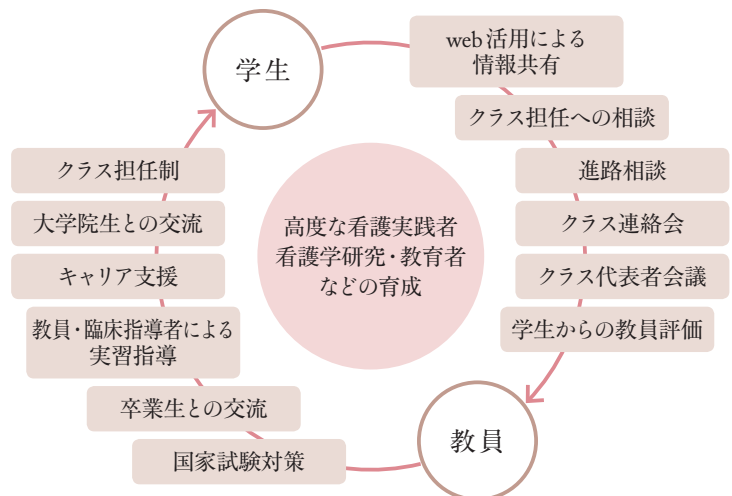 学生
web活用による
情報共有
クラス担任への相談
進路相談
クラス連絡会
クラス代表者会議
学生からの教員評価
教員
クラス担任制
大学院生との交流
キャリア支援
教員・臨床指導者による
実習指導
卒業生との交流
国家試験対策
高度な看護実践者
看護学研究・教育者
などの育成